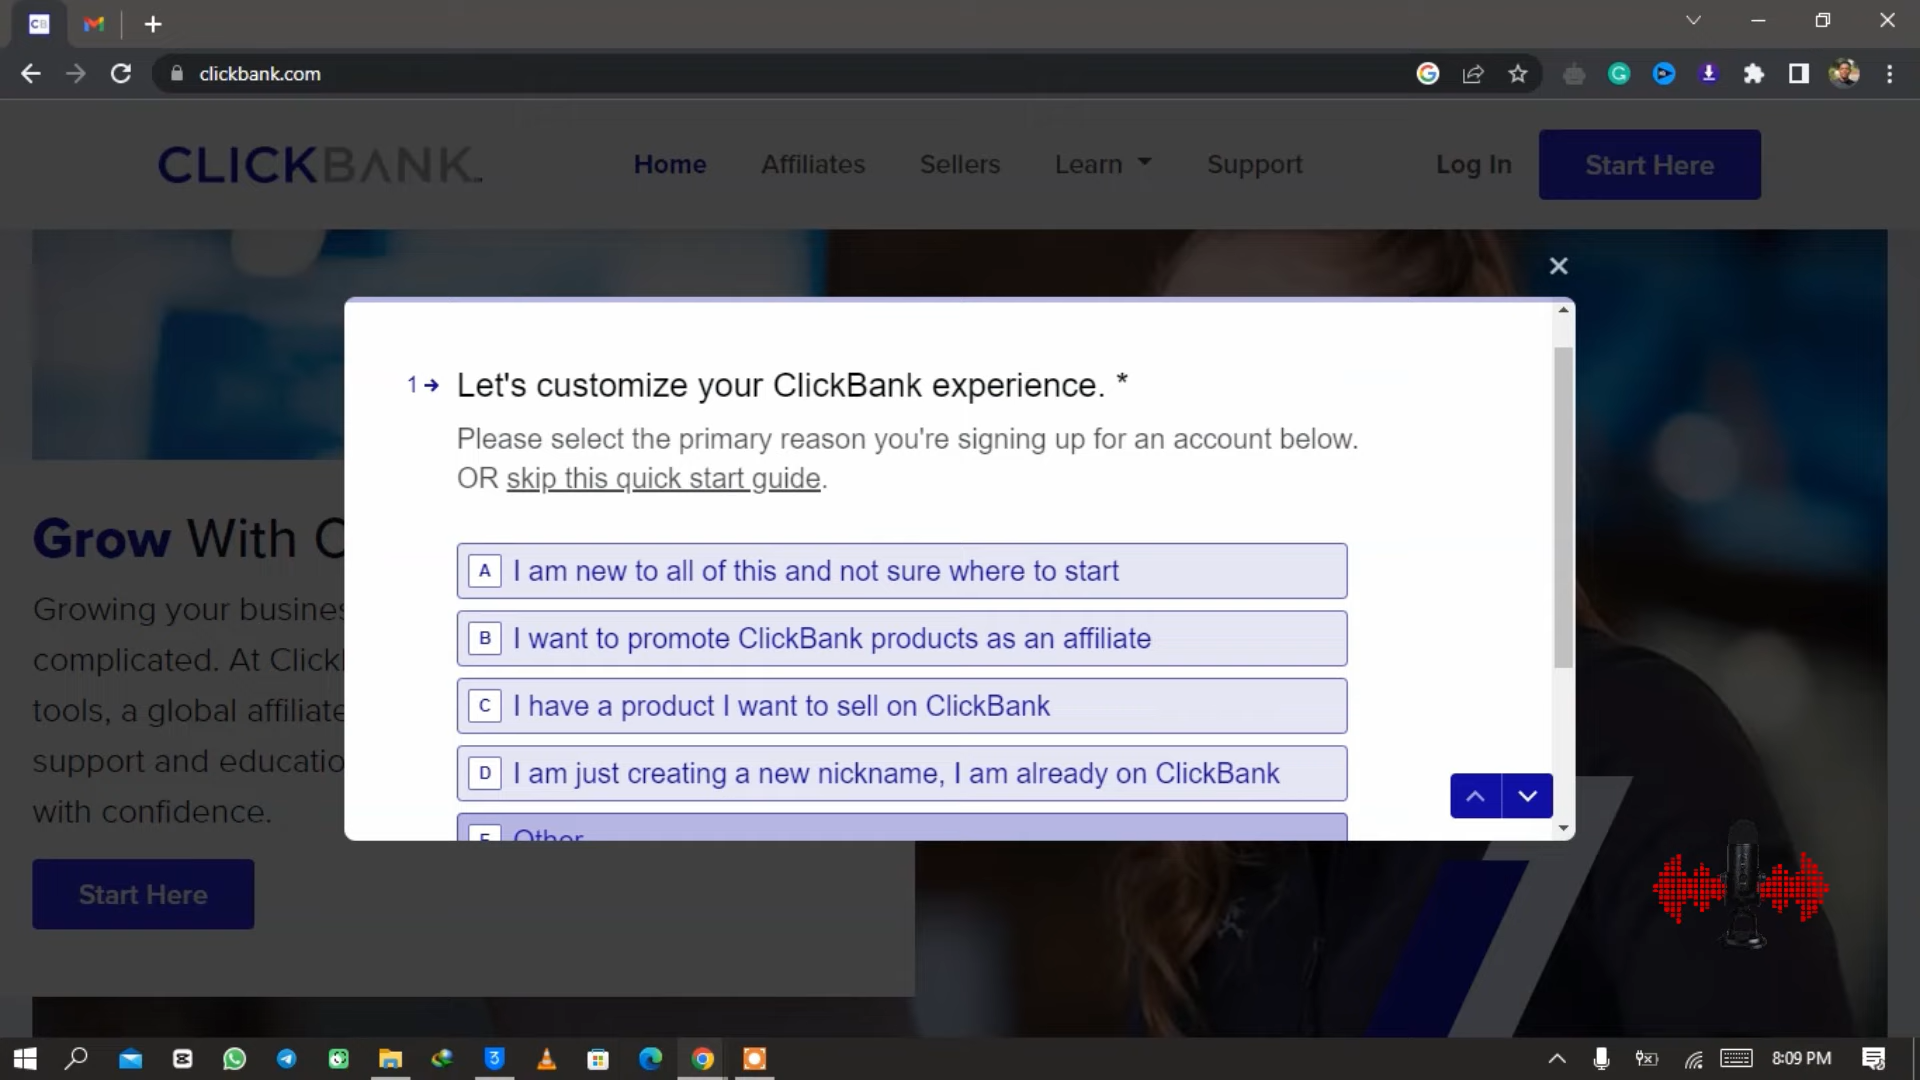 CB
clickbank.com
CLICKBANK
Home
Affiliates
Sellers
Learn
Support
Log In
Start Here
1 Let's customize your ClickBank experience. *
Please select the primary reason you're signing up for an account below.
OR skip this quick start guide.
A I am new to all of this and not sure where to start
B I want to promote ClickBank products as an affiliate
C I have a product I want to sell on ClickBank
D I am just creating a new nickname, I am already on ClickBank
Other
Grow With C
Growing your busines
complicated. At Click
tools, a global affiliate
support and educatio
with confidence.
Start Here
8:09 PM